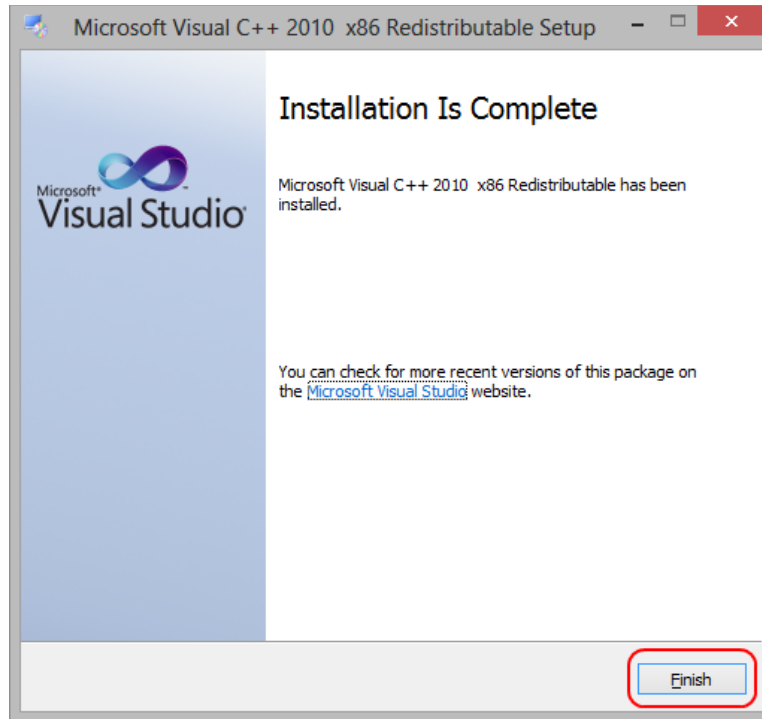 Microsoft Visual C++ 2010  x86 Redistributable Setup
Installation Is Complete
Microsoft Visual C++ 2010  x86 Redistributable has been
installed.
Microsoft®
Visual Studio®
You can check for more recent versions of this package on
the Microsoft Visual Studio website.
Finish